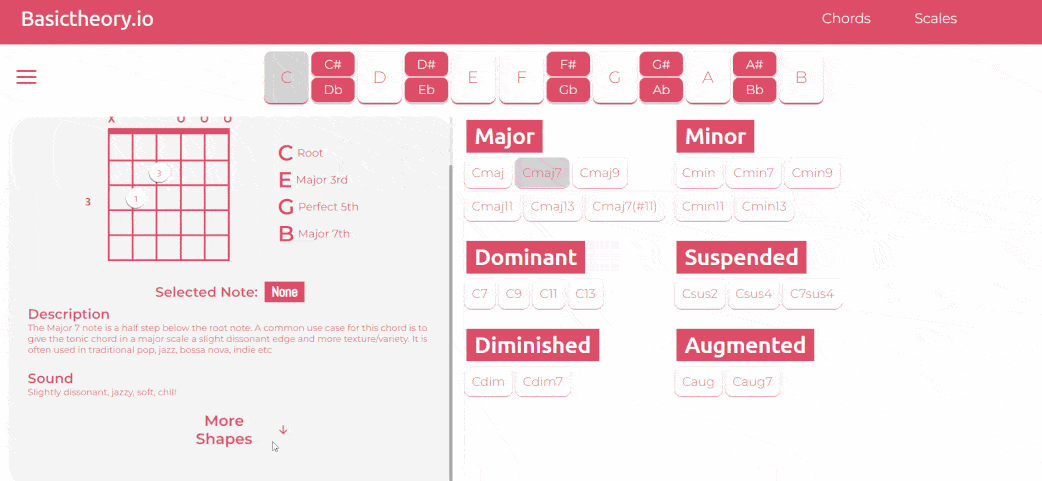 Basictheory.io
Chords Scales
C C# Db D D# Eb E F F# Gb G G# Ab A A# Bb B
X O O O
3
3
1
C Root
E Major 3rd
G Perfect 5th
B Major 7th
Selected Note: None
Description
The Major 7 note is a half step below the root note. A common use case for this chord is to
give the tonic chord in a major scale a slight dissonant edge and more texture/variety. It is
often used in traditional pop, jazz, bossa nova, indie etc
Sound
Slightly dissonant, jazzy, soft, chill
More
Shapes
Major
Cmaj Cmaj7 Cmaj9
Cmaj11 Cmaj13 Cmaj7(#11)
Minor
Cmin Cmin7 Cmin9
Cmin11 Cmin13
Dominant
C7 C9 C11 C13
Suspended
Csus2 Csus4 C7sus4
Diminished
Cdim Cdim7
Augmented
Caug Caug7